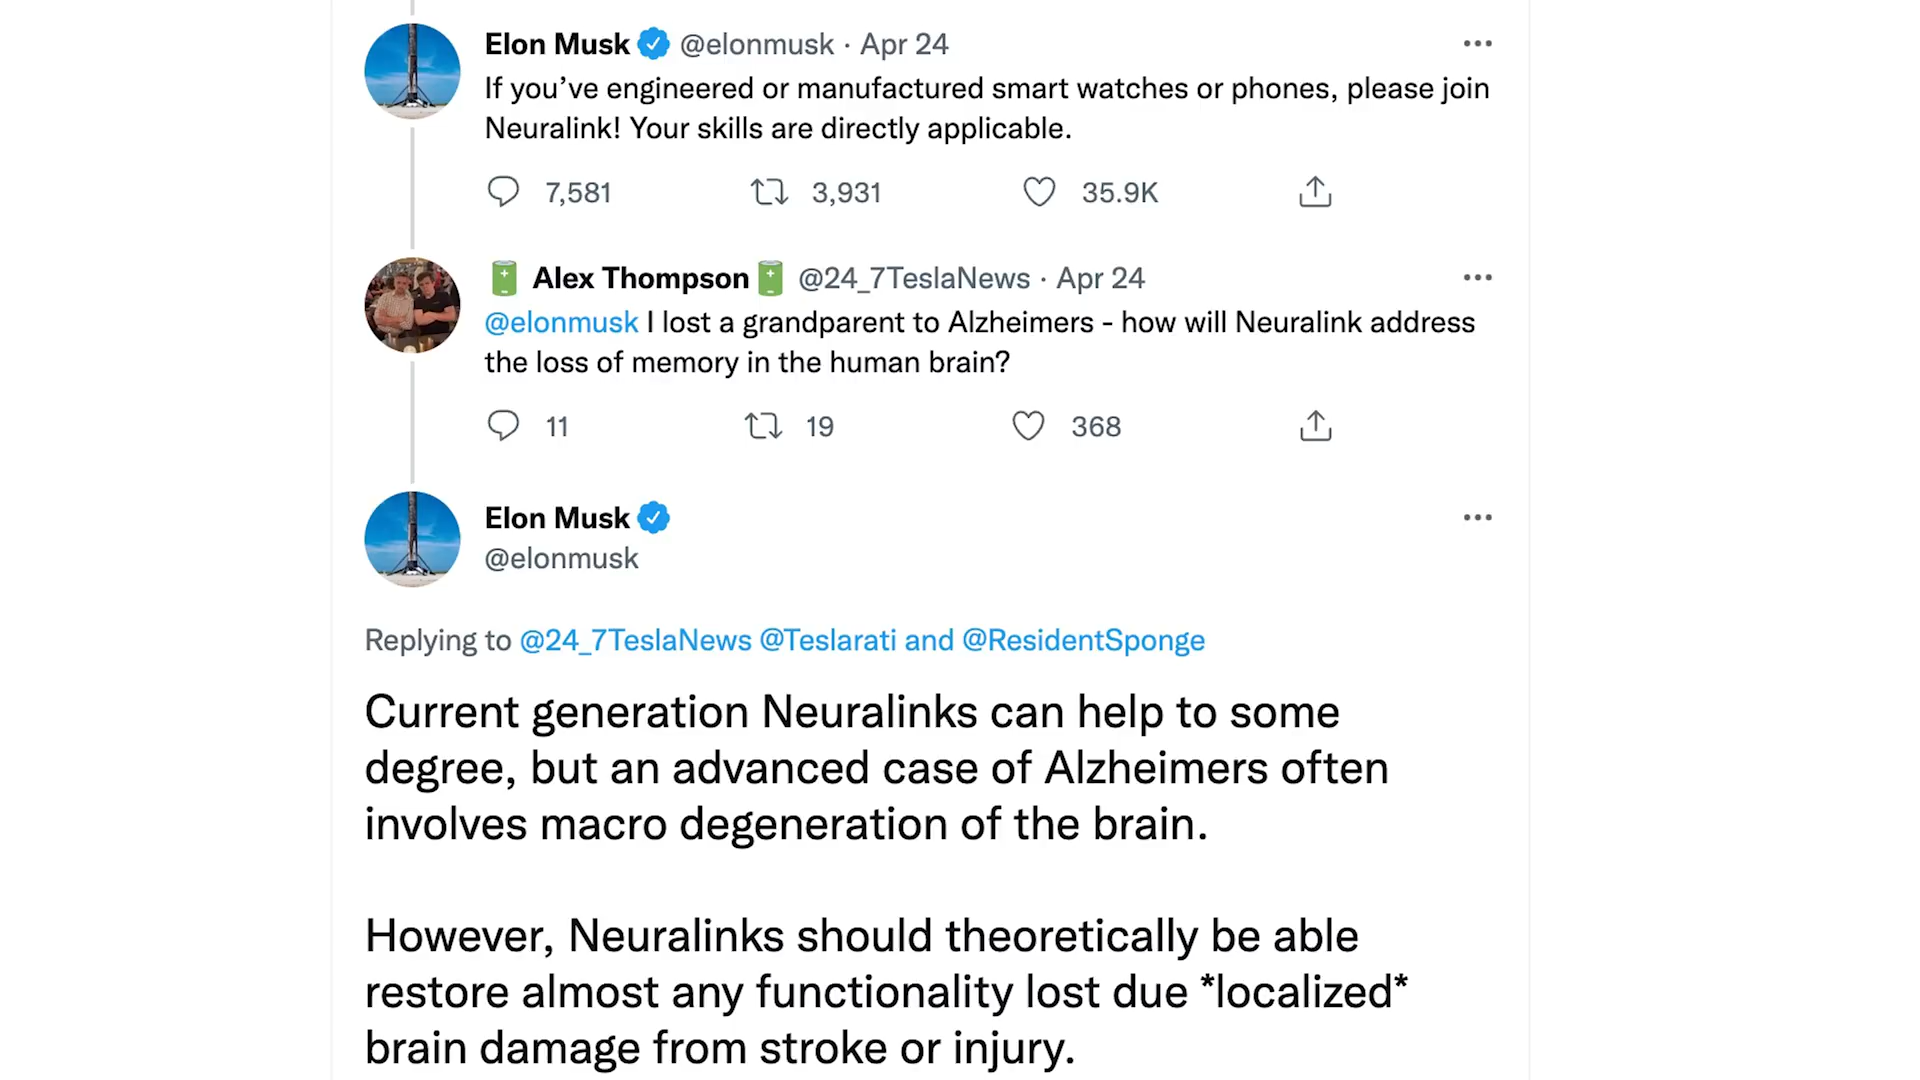 Elon Musk @elonmusk · Apr 24
If you’ve engineered or manufactured smart watches or phones, please join
Neuralink! Your skills are directly applicable.
7,581 3,931 35.9K
Alex Thompson @24_7TeslaNews · Apr 24
@elonmusk I lost a grandparent to Alzheimers - how will Neuralink address
the loss of memory in the human brain?
11 19 368
Elon Musk
@elonmusk
Replying to @24_7TeslaNews @Teslarati and @ResidentSponge
Current generation Neuralinks can help to some
degree, but an advanced case of Alzheimers often
involves macro degeneration of the brain.
However, Neuralinks should theoretically be able
restore almost any functionality lost due *localized*
brain damage from stroke or injury.